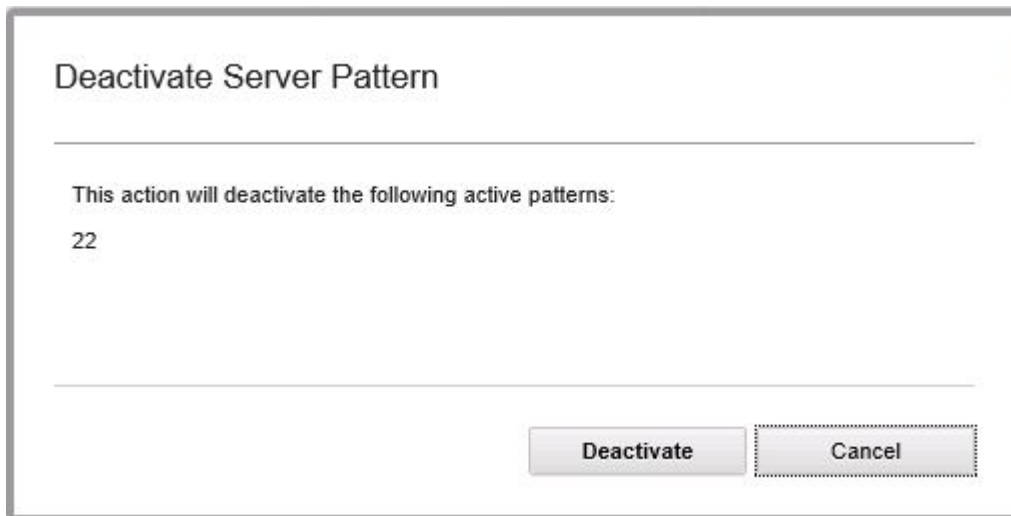 Deactivate Server Pattern
This action will deactivate the following active patterns:
22
Deactivate
Cancel